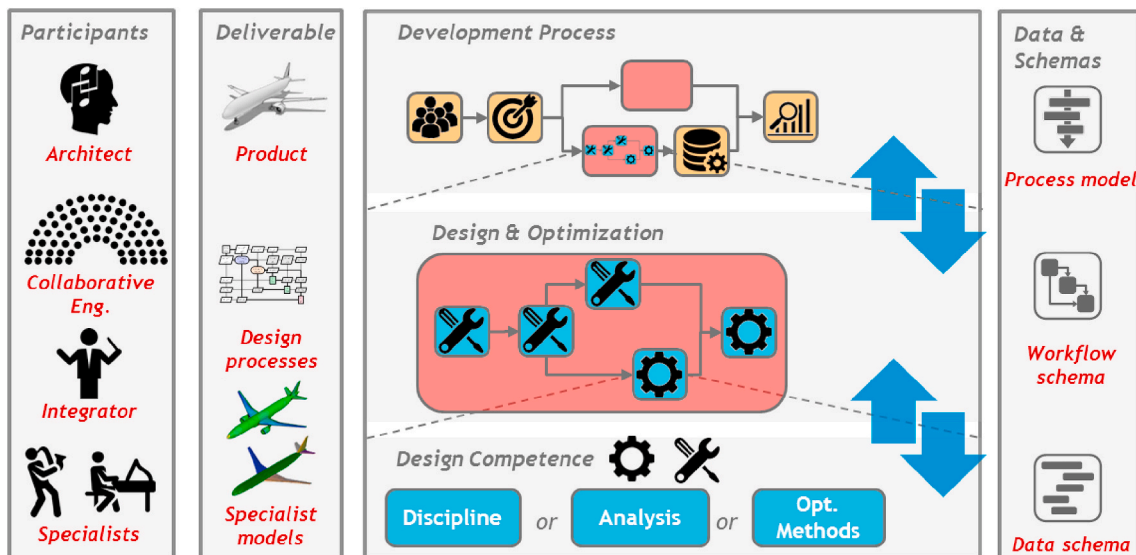 Participants
Architect
Collaborative
Eng.
Integrator
Specialists
Deliverable
Product
Design
processes
Specialist
models
Development Process
Design & Optimization
Design Competence
Discipline
or
Analysis
or
Opt.
Methods
Data &
Schemas
Process model
Workflow
schema
Data schema